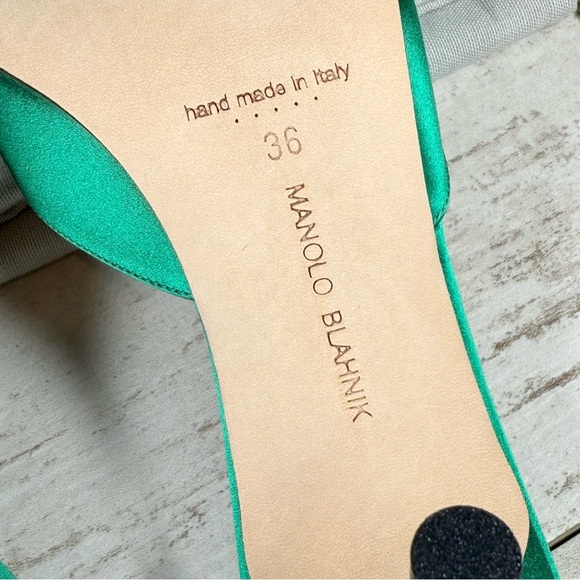 hand made in Italy
.....
36
MANOLO BLAHNIK